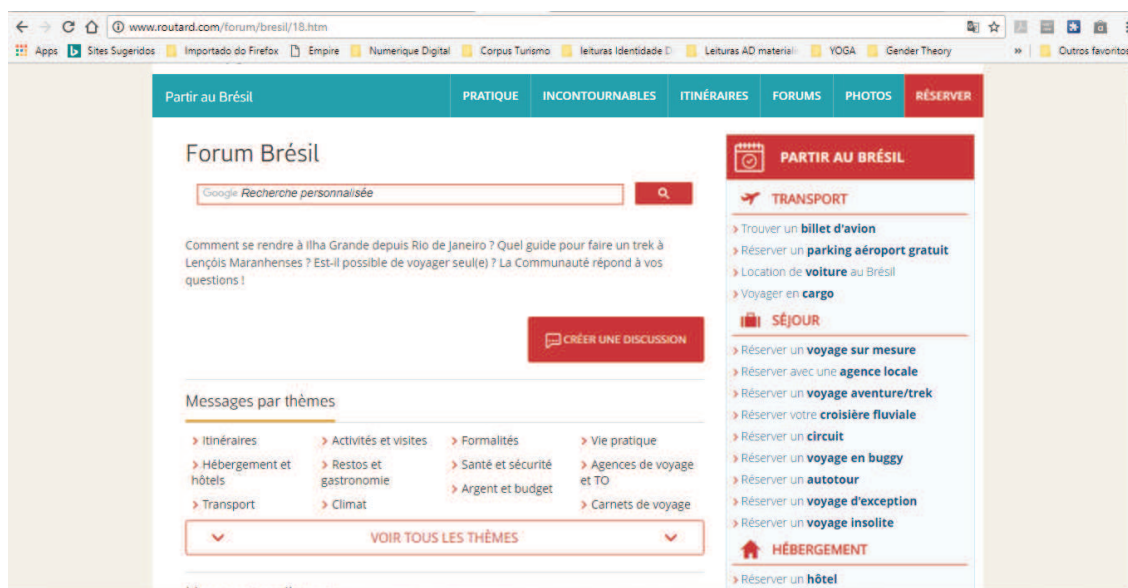 www.routard.com/forum/bresil/18.htm
Apps Sites Sugeridos Importado do Firefox Empire Numerique Digital Corpus Turismo leituras Identidade D Leituras AD material YOGA Gender Theory » Outros favoritos
Partir au Brésil PRATIQUE INCONTOURNABLES ITINÉRAIRES FORUMS PHOTOS RÉSERVER
Forum Brésil
Google Recherche personnalisée
Comment se rendre à Ilha Grande depuis Rio de Janeiro ? Quel guide pour faire un trek à
Lençóis Maranhenses ? Est-il possible de voyager seul(e) ? La Communauté répond à vos
questions !
CRÉER UNE DISCUSSION
Messages par thèmes
Itinéraires
Hébergement et
hôtels
Transport
Activités et visites
Restos et
gastronomie
Climat
Formalités
Santé et sécurité
Argent et budget
Vie pratique
Agences de voyage
et TO
Carnets de voyage
VOIR TOUS LES THÈMES
PARTIR AU BRÉSIL
TRANSPORT
Trouver un billet d'avion
Réserver un parking aéroport gratuit
Location de voiture au Brésil
Voyager en cargo
SÉJOUR
Réserver un voyage sur mesure
Réserver avec une agence locale
Réserver un voyage aventure/trek
Réserver votre croisière fluviale
Réserver un circuit
Réserver un voyage en buggy
Réserver un autotour
Réserver un voyage d'exception
Réserver un voyage insolite
HÉBERGEMENT
Réserver un hôtel